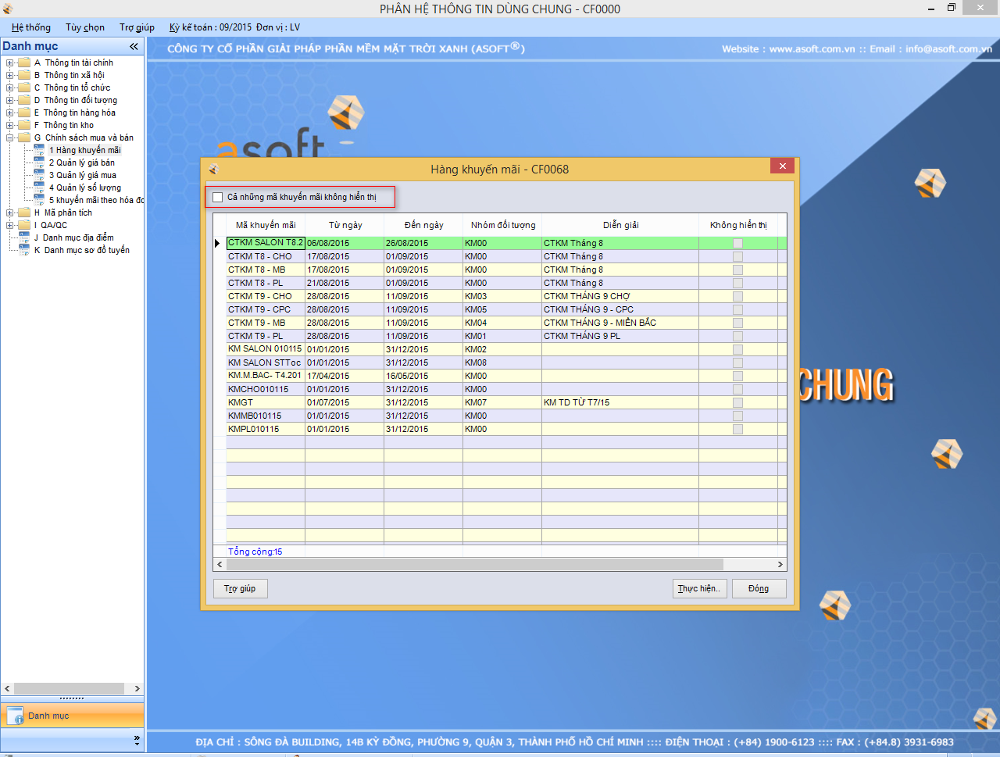 PHÂN HỆ THÔNG TIN DÙNG CHUNG - CF0000
Hệ thống Tùy chọn Trợ giúp Kỳ kế toán : 09/2015 Đơn vị : LV
Danh mục
CÔNG TY CỔ PHẦN GIẢI PHÁP PHẦN MỀM MẶT TRỜI XANH (ASOFT®)
Website : www.asoft.com.vn :: Email : info@asoft.com.vn
A Thông tin tài chính
B Thông tin xã hội
C Thông tin tổ chức
D Thông tin đối tượng
E Thông tin hàng hóa
F Thông tin kho
G Chính sách mua và bán
1 Hàng khuyến mãi
2 Quản lý giá bán
3 Quản lý giá mua
4 Quản lý số lượng
5 khuyến mãi theo hóa đơ
H Mã phân tích
I QA/QC
J Danh mục địa điểm
K Danh mục sơ đồ tuyến
asoft
Hàng khuyến mãi - CF0068
Cả những mã khuyến mãi không hiển thị
Mã khuyến mãi Từ ngày Đến ngày Nhóm đối tượng Diễn giải Không hiển thị
CTKM SALON T8.2 06/08/2015 26/08/2015 KM00 CTKM Tháng 8
CTKM T8 - CHO 17/08/2015 01/09/2015 KM00 CTKM Tháng 8
CTKM T8 - MB 17/08/2015 01/09/2015 KM00 CTKM Tháng 8
CTKM T8 - PL 21/08/2015 01/09/2015 KM00 CTKM Tháng 8
CTKM T9 - CHO 28/08/2015 11/09/2015 KM03 CTKM THÁNG 9 CHỢ
CTKM T9 - CPC 28/08/2015 11/09/2015 KM05 CTKM THÁNG 9 - CPC
CTKM T9 - MB 28/08/2015 11/09/2015 KM04 CTKM THÁNG 9 - MIỀN BẮC
CTKM T9 - PL 28/08/2015 11/09/2015 KM01 CTKM THÁNG 9 PL
KM SALON 010115 01/01/2015 31/12/2015 KM02
KM SALON STToc 01/01/2015 31/12/2015 KM08
KM.M.BAC- T4.201 17/04/2015 16/05/2015 KM00
KMCHO010115 01/01/2015 31/12/2015 KM00
KMGT 01/07/2015 31/12/2015 KM07 KM TD TỪ T7/15
KMMB010115 01/01/2015 31/12/2015 KM00
KMPL010115 01/01/2015 31/12/2015 KM00
Tổng cộng:15
Trợ giúp Thực hiện.. Đóng
CHUNG
Danh mục
ĐỊA CHỈ : SÔNG ĐÀ BUILDING, 14B KỲ ĐỒNG, PHƯỜNG 9, QUẬN 3, THÀNH PHỐ HỒ CHÍ MINH :::: ĐIỆN THOẠI : (+84) 1900-6123 :::: FAX : (+84.8) 3931-6983